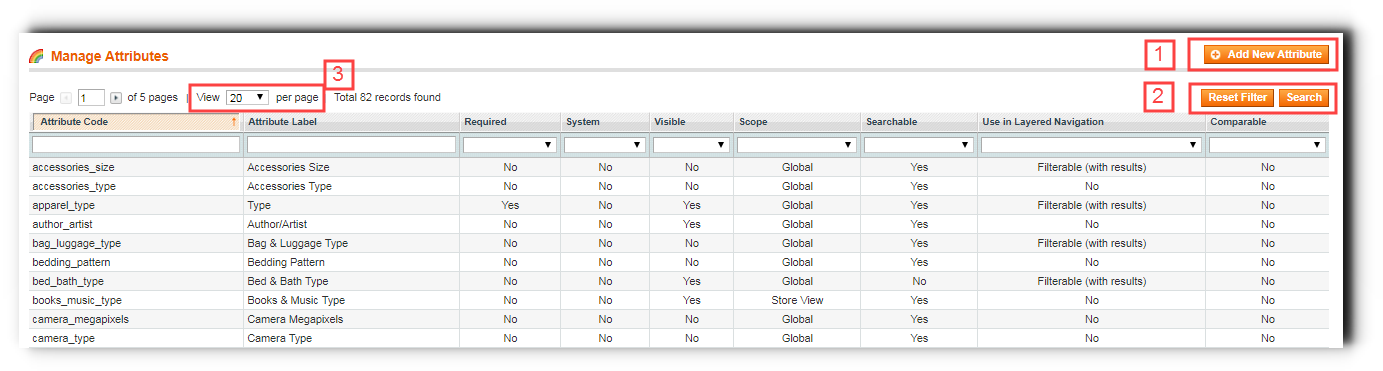 Manage Attributes
1
Add New Attribute
3
Page 1 of 5 pages | View 20 per page Total 82 records found
2
Reset Filter Search
Attribute Code Attribute Label Required System Visible Scope Searchable Use in Layered Navigation Comparable
accessories_size Accessories Size No No No Global Yes Filterable (with results) No
accessories_type Accessories Type No No No Global Yes No No
apparel_type Type Yes No Yes Global Yes Filterable (with results) No
author_artist Author/Artist No No Yes Global Yes No No
bag_luggage_type Bag & Luggage Type No No No Global Yes Filterable (with results) No
bedding_pattern Bedding Pattern No No No Global Yes No No
bed_bath_type Bed & Bath Type No No Yes Global No Filterable (with results) No
books_music_type Books & Music Type No No Yes Store View Yes No No
camera_megapixels Camera Megapixels No No No Global Yes No No
camera_type Camera Type No No No Global Yes No No